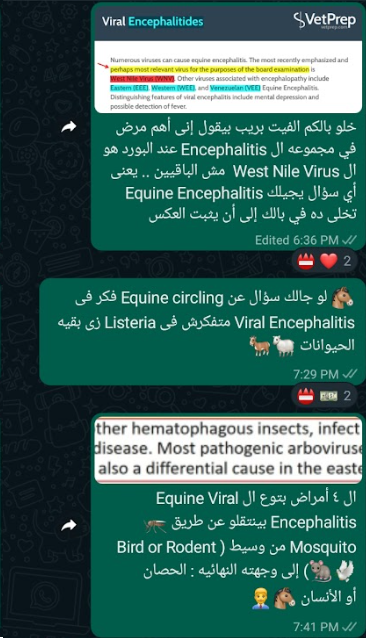 Viral Encephalitides
VetPrep
Numerous viruses can cause equine encephalitis. The most recently emphasized and
perhaps most relevant virus for the purposes of the board examination is
West Nile Virus (WNV). Other viruses associated with encephalopathy include
Eastern (EEE), Western (WEE), and Venezuelan (VEE) Equine Encephalitis.
Distinguishing features of viral encephalitis include mental depression and
possible detection of fever.
خلو بالكم الفيت بريب بيقول إنى أهم مرض
في مجموعه ال Encephalitis عند البورد هو
ال West Nile Virus مش الباقيين .. يعنى
أي سؤال يجيلك Equine Encephalitis
تخلى ده في بالك إلى أن يثبت العكس
Edited 6:36 PM
2
🐴 لو جالك سؤال عن Equine circling فكر فى
Viral Encephalitis متفكرش فى Listeria زى بقيه
الحيوانات 🐐🐏
7:29 PM
2
ther hematophagous insects, infect
disease. Most pathogenic arboviruse
also a differential cause in the easte
ال ٤ أمراض بتوع ال Equine Viral
Encephalitis بينتقلو عن طريق 🦟
Mosquito من وسيط ( Bird or Rodent
🕊️🐀 ) إلى وجهته النهائيه : الحصان
أو الأنسان 🐴👨‍💼
7:41 PM